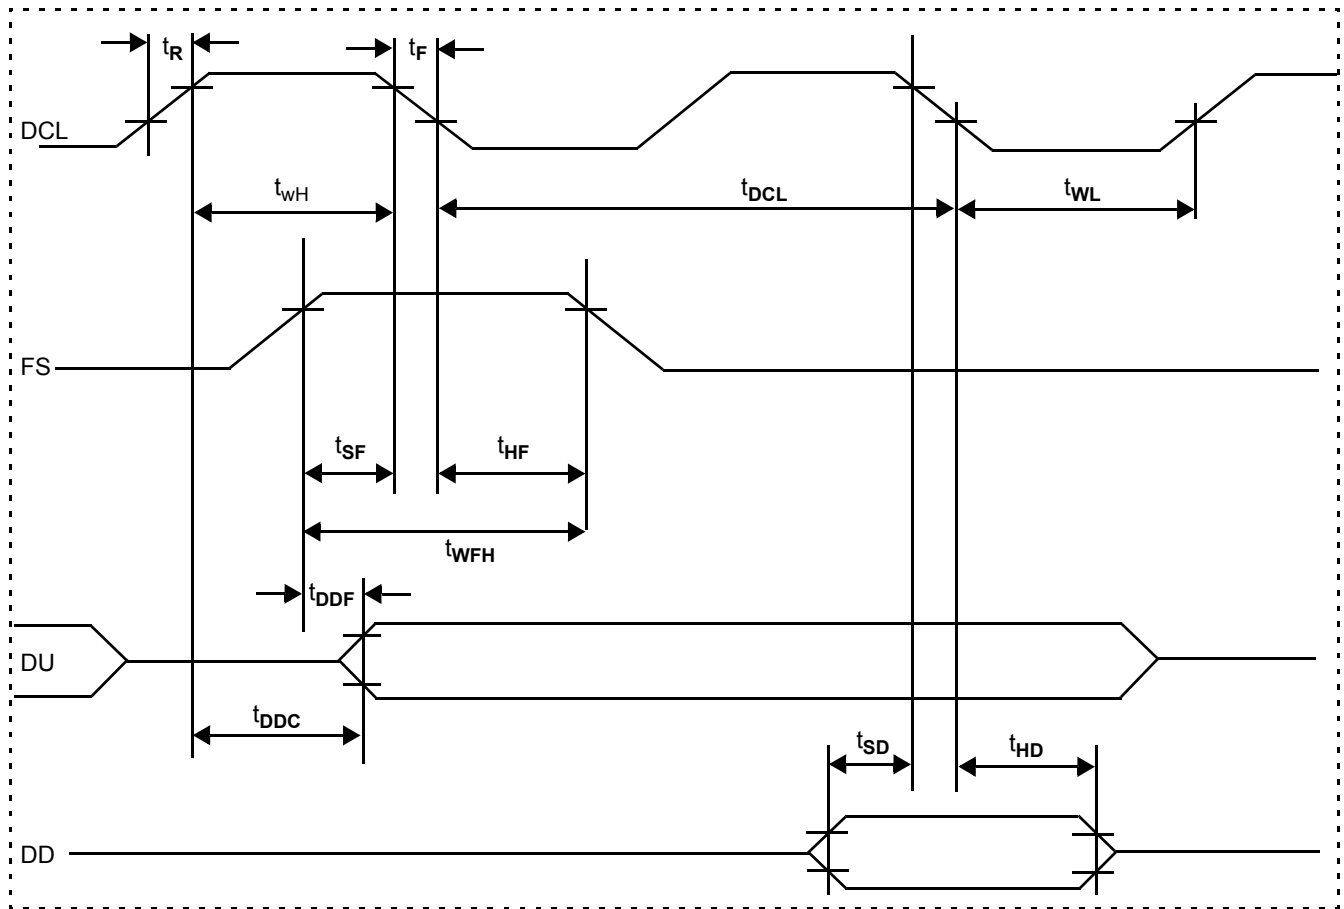 tR
tF
DCL
twH
tDCL
tWL
FS
tSF
tHF
tWFH
tDDF
DU
tDDC
tSD
tHD
DD